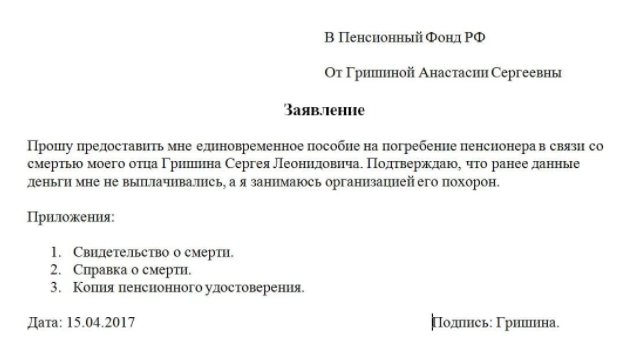 В Пенсионный Фонд РФ
От Гришиной Анастасии Сергеевны
Заявление
Прошу предоставить мне единовременное пособие на погребение пенсионера в связи со
смертью моего отца Гришина Сергея Леонидовича. Подтверждаю, что ранее данные
деньги мне не выплачивались, а я занимаюсь организацией его похорон.
Приложения:
1. Свидетельство о смерти.
2. Справка о смерти.
3. Копия пенсионного удостоверения.
Дата: 15.04.2017 Подпись: Гришина.